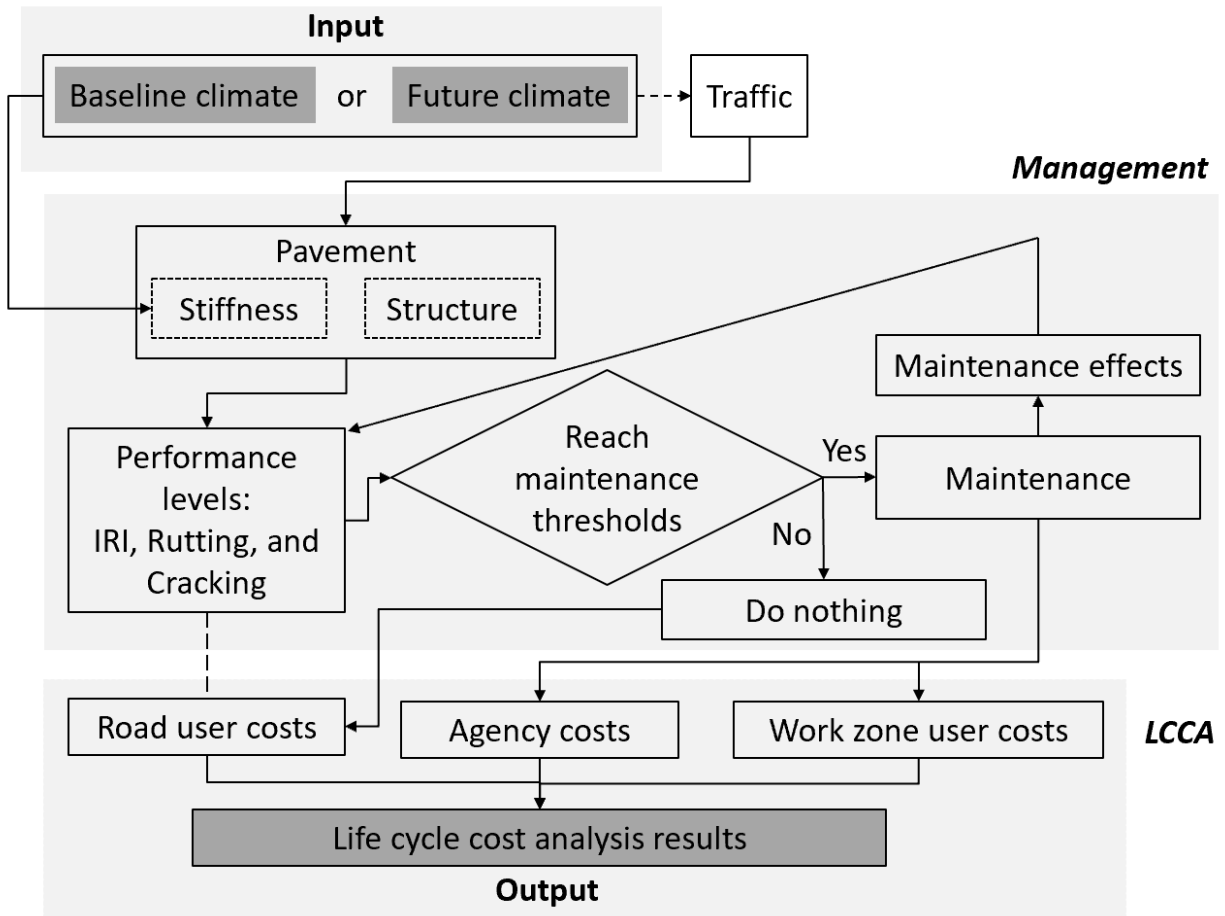 Input
Baseline climate or Future climate
Traffic
Management
Pavement
Stiffness Structure
Maintenance effects
Performance
levels:
IRI, Rutting, and
Cracking
Reach
maintenance
thresholds
Yes
Maintenance
No
Do nothing
Road user costs
Agency costs
Work zone user costs
LCCA
Life cycle cost analysis results
Output